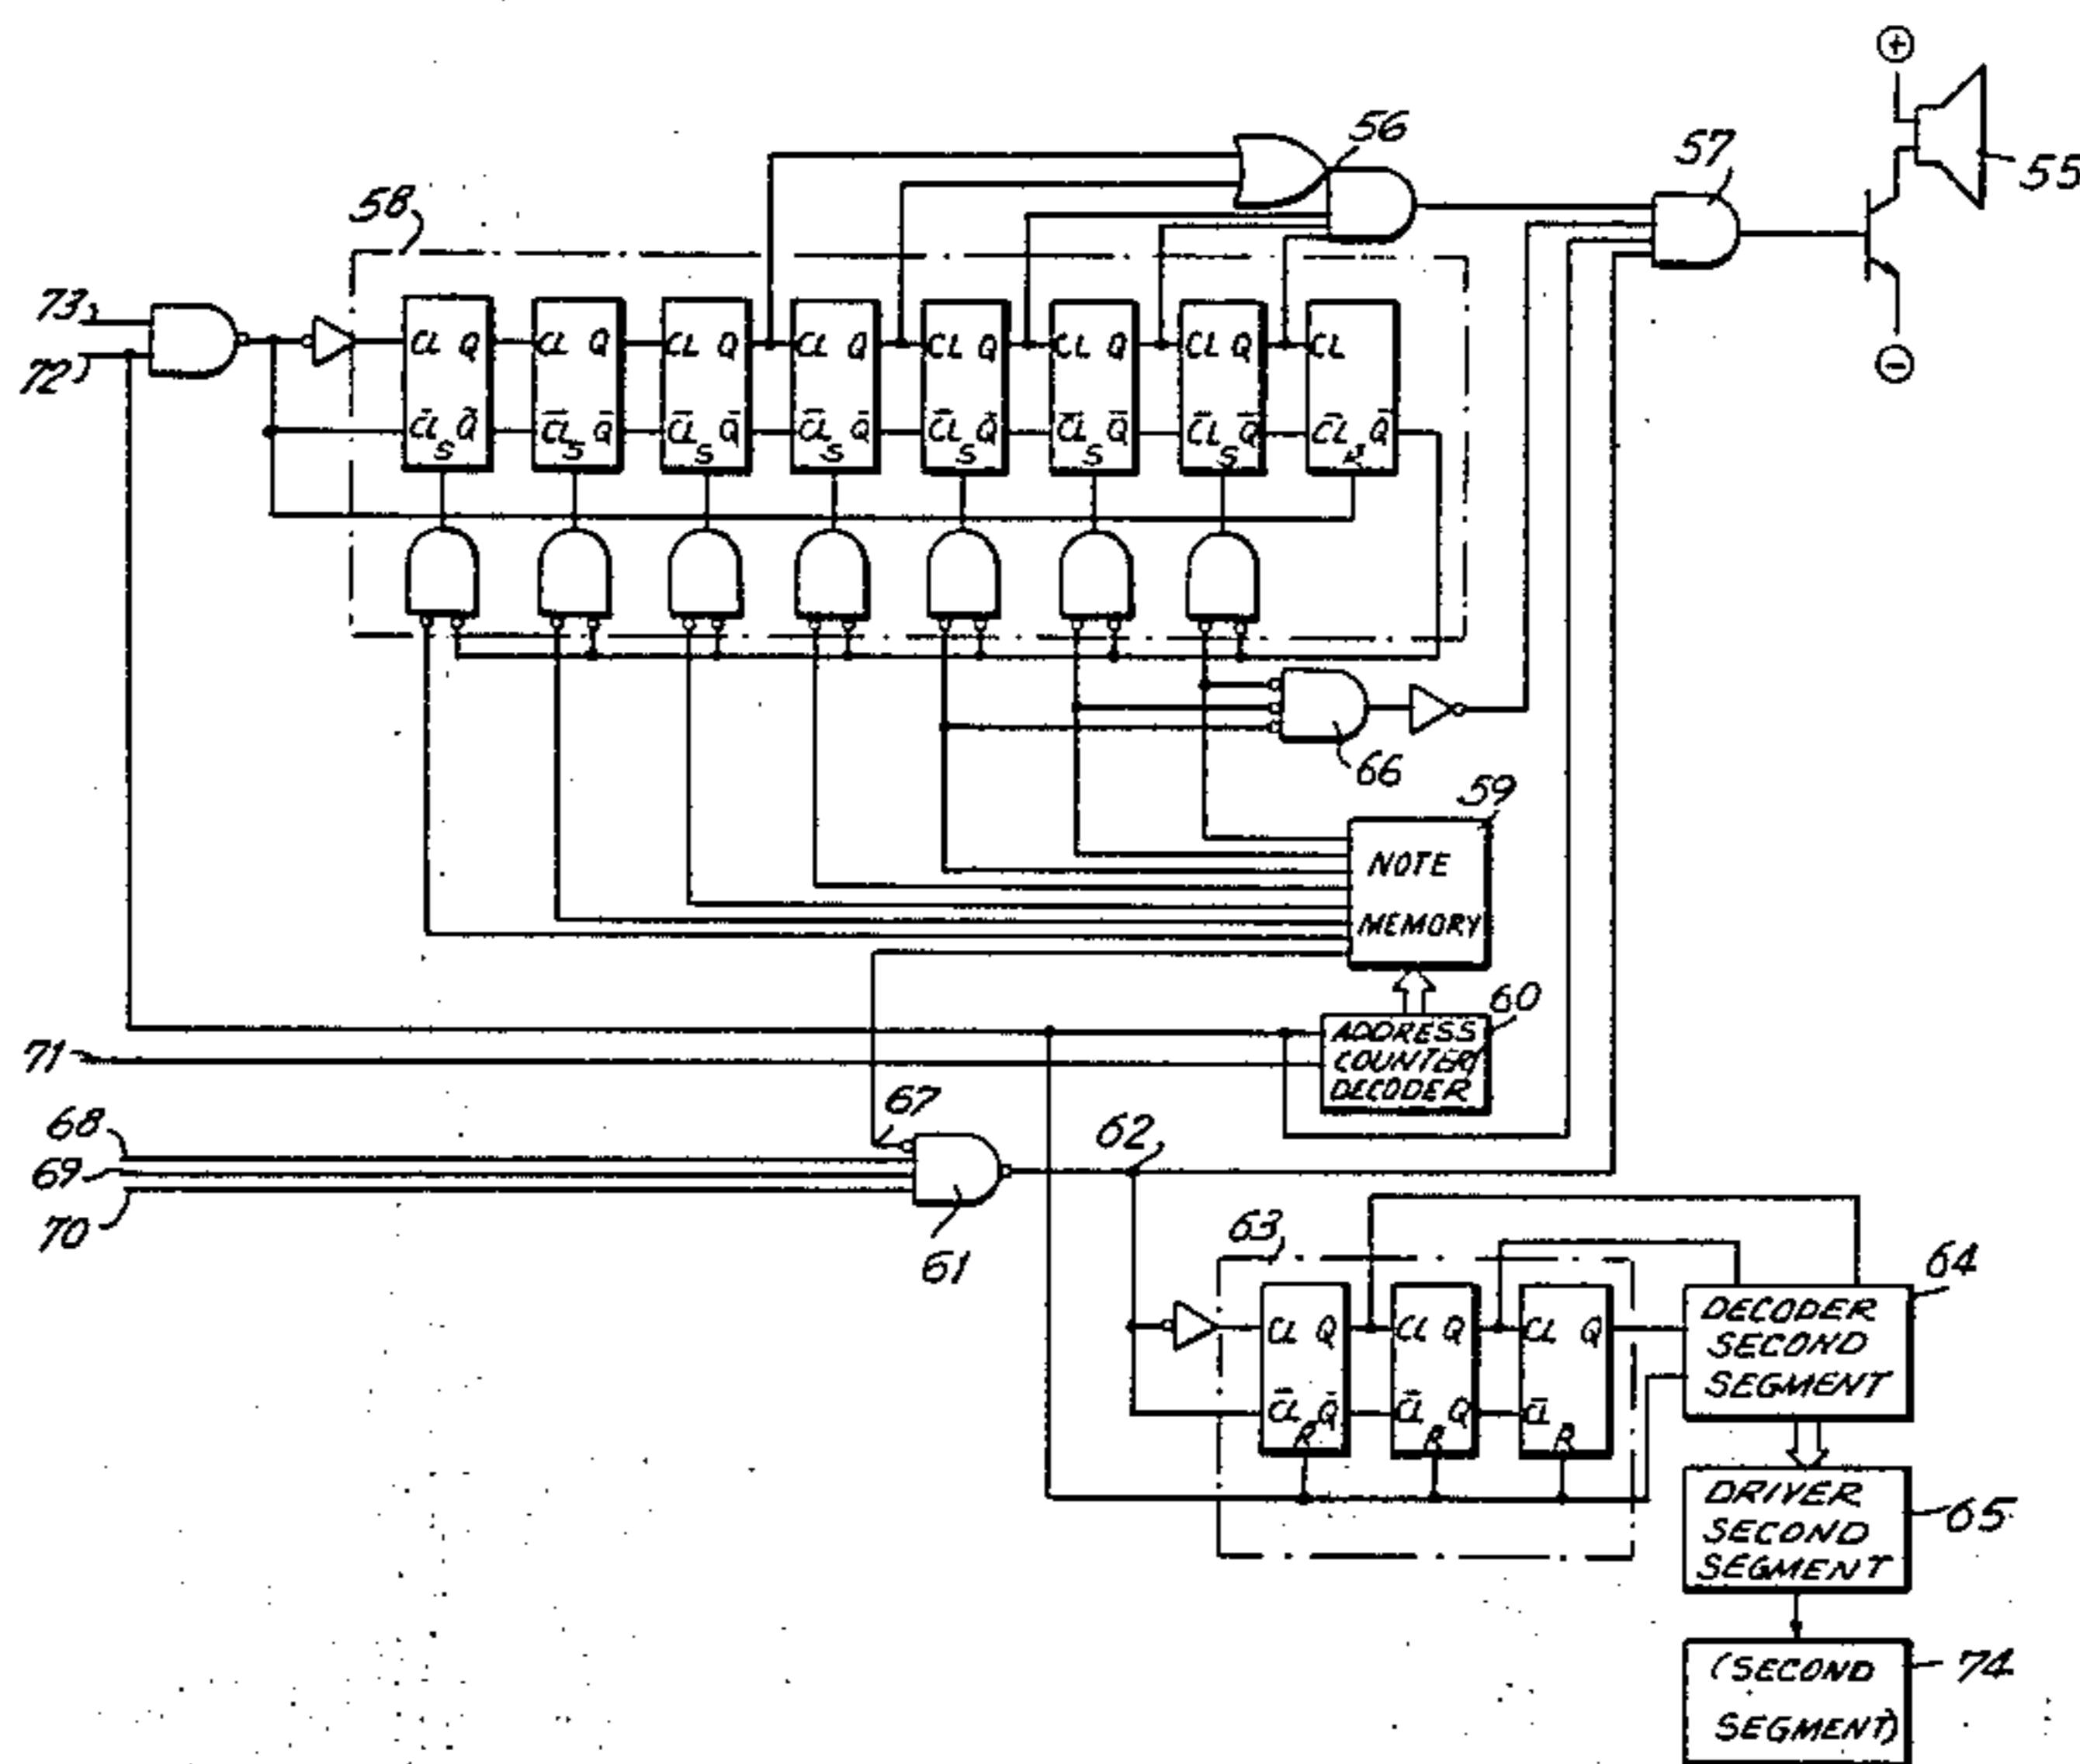 +
56
57
55
58
73
72
CL Q CL Q CL Q CL Q CL Q CL Q CL Q CL
C̄L Q̄ C̄L Q̄ C̄L Q̄ C̄L Q̄ C̄L Q̄ C̄L Q̄ C̄L Q̄ C̄L Q̄
S S S S S S S R
−
66
59
NOTE
MEMORY
60
ADDRESS
COUNTER
DECODER
71
67
68
69
70
62
61
63
64
CL Q CL Q CL Q
C̄L Q̄ C̄L Q C̄L
R R R
DECODER
SECOND
SEGMENT
DRIVER
SECOND
SEGMENT
65
(SECOND
SEGMENT)
74